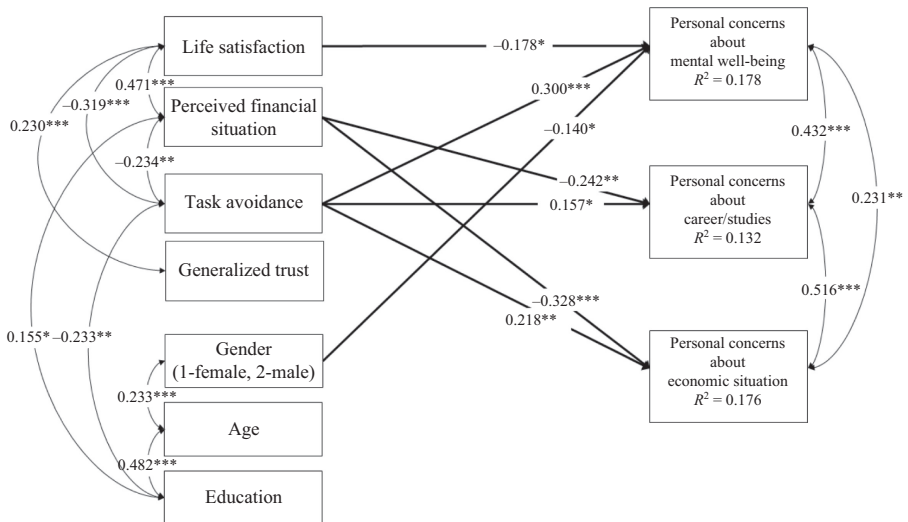 Life satisfaction
Perceived financial
situation
Task avoidance
Generalized trust
Gender
(1-female, 2-male)
Age
Education
0.471***
–0.319***
0.230***
–0.234**
0.155*
–0.233**
0.233***
0.482***
–0.178*
0.300***
–0.140*
–0.242**
0.157*
–0.328***
0.218**
Personal concerns
about
mental well-being
R² = 0.178
Personal concerns
about
career/studies
R² = 0.132
Personal concerns
about
economic situation
R² = 0.176
0.432***
0.231**
0.516***